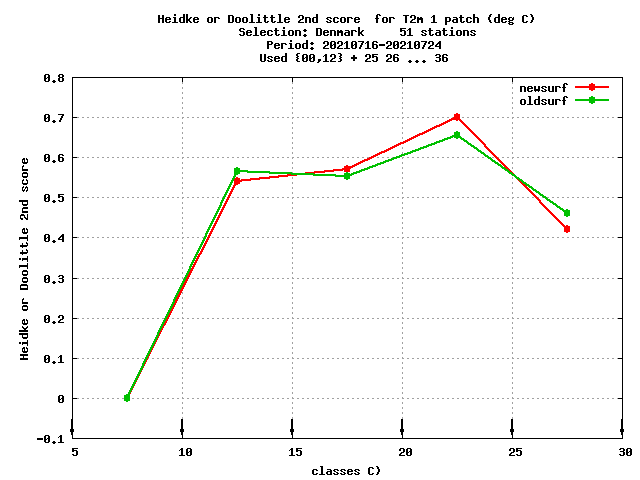 Heidke or Doolittle 2nd score  for T2m 1 patch (deg C)
Selection: Denmark     51 stations
Period: 20210716-20210724
Used {00,12} + 25 26 ... 36
newsurf
oldsurf
0.8
0.7
0.6
0.5
0.4
0.3
0.2
0.1
0
-0.1
Heidke or Doolittle 2nd score
5 10 15 20 25 30
classes C)